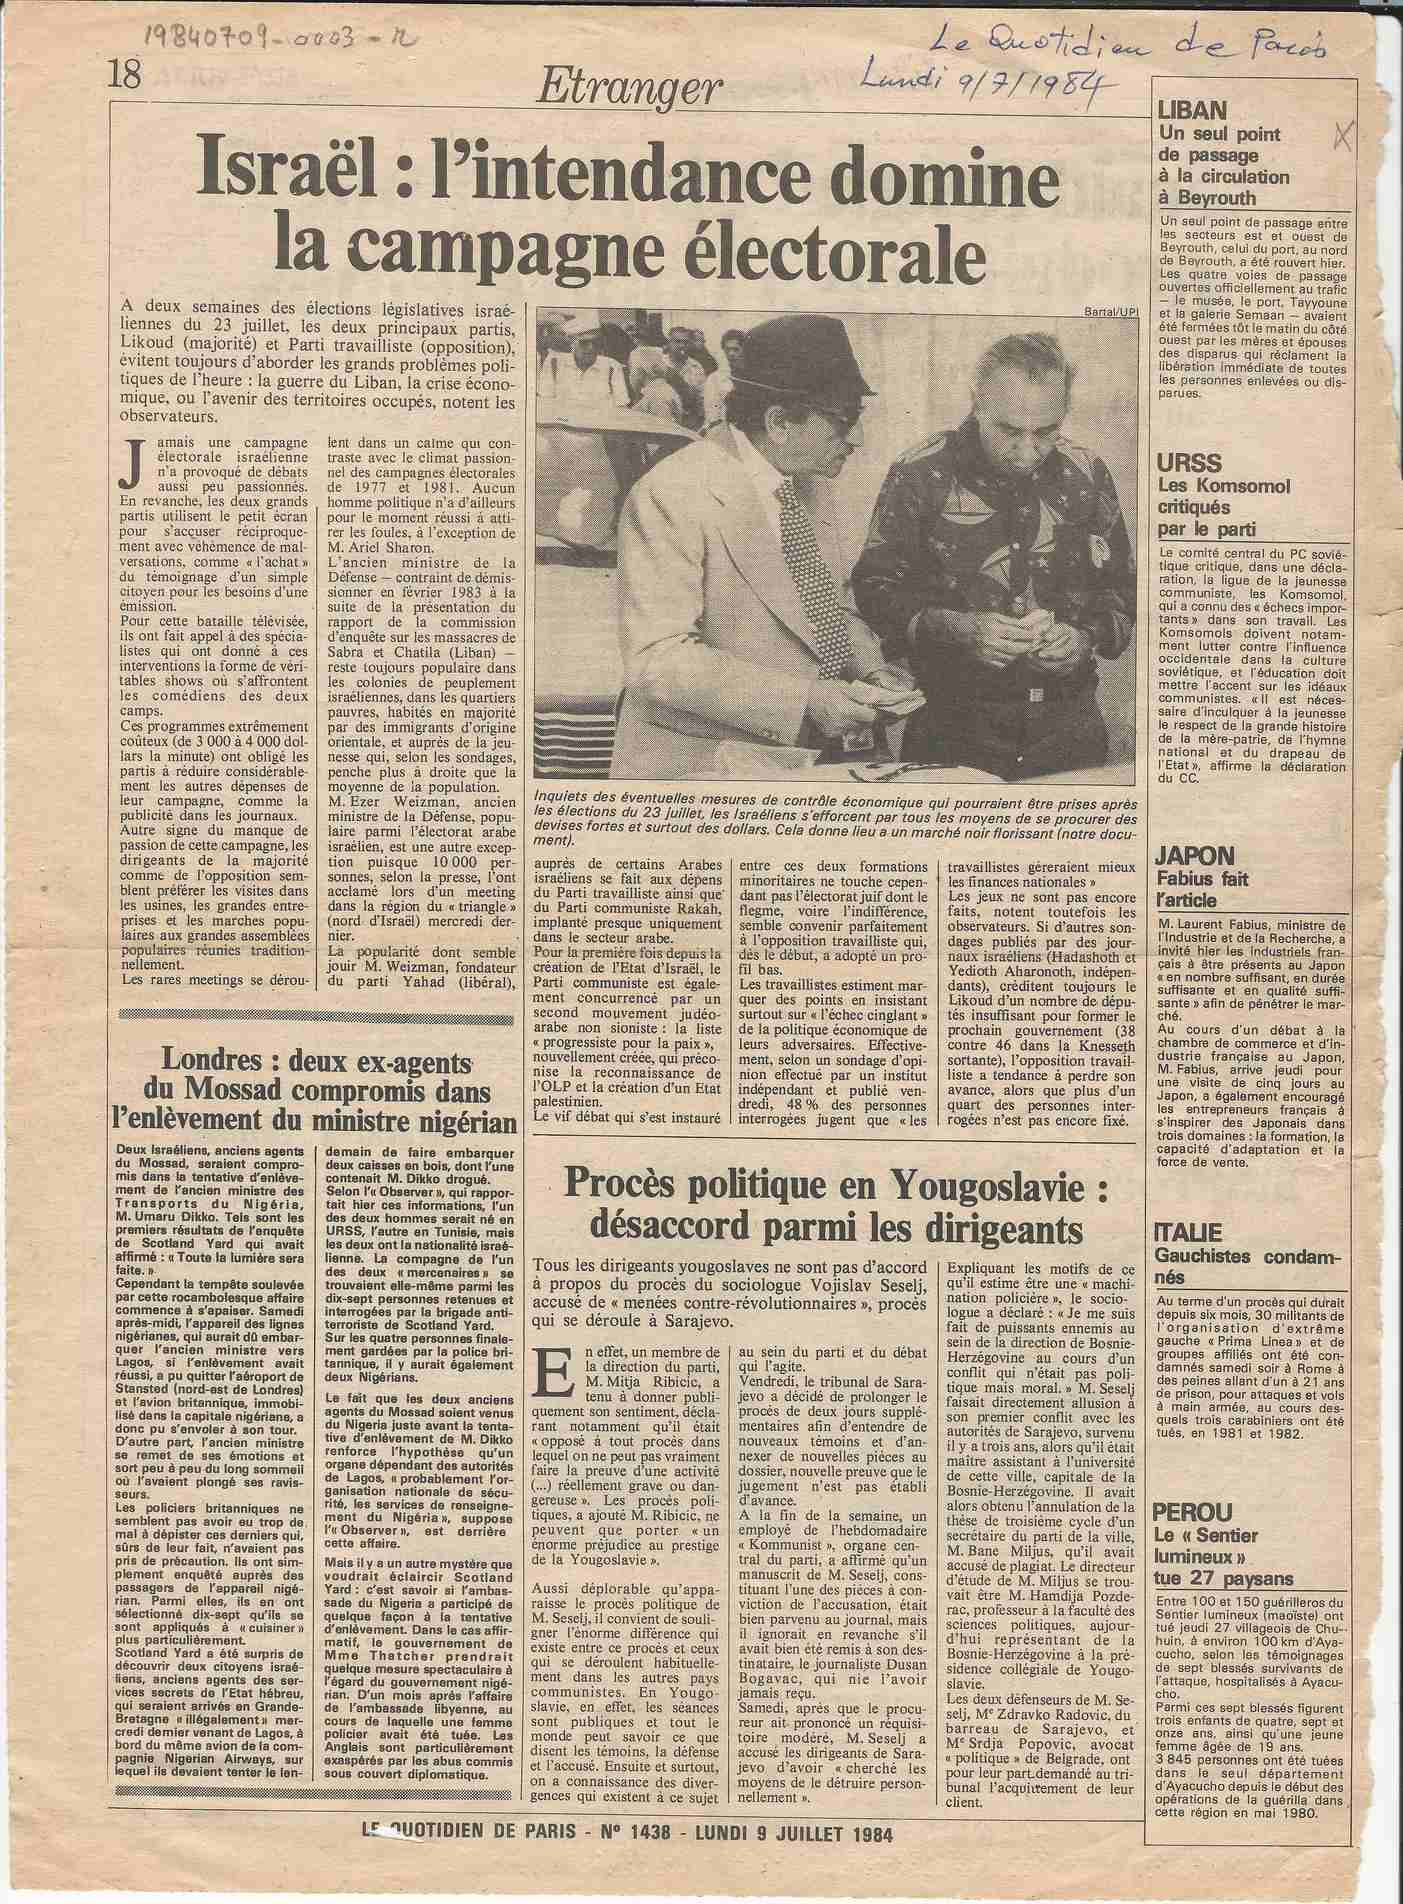 19840709-0003-r
Le Quotidien de Paris
Lundi 9/7/1984
18
Etranger
Israël : l'intendance domine
la campagne électorale
A deux semaines des élections législatives israé-
liennes du 23 juillet, les deux principaux partis,
Likoud (majorité) et Parti travailliste (opposition),
évitent toujours d'aborder les grands problèmes poli-
tiques de l'heure : la guerre du Liban, la crise écono-
mique, ou l'avenir des territoires occupés, notent les
observateurs.
Jamais une campagne
électorale israélienne
n'a provoqué de débats
aussi peu passionnés.
En revanche, les deux grands
partis utilisent le petit écran
pour s'accuser réciproque-
ment avec véhèmence de mal-
versations, comme « l'achat »
du témoignage d'un simple
citoyen pour les besoins d'une
émission.
Pour cette bataille télévisée,
ils ont fait appel à des spécia-
listes qui ont donné à ces
interventions la forme de véri-
tables shows où s'affrontent
les comédiens des deux
camps.
Ces programmes extrêmement
coûteux (de 3 000 à 4 000 dol-
lars la minute) ont obligé les
partis à réduire considérable-
ment les autres dépenses de
leur campagne, comme la
publicité dans les journaux.
Autre signe du manque de
passion de cette campagne, les
dirigeants de la majorité
comme de l'opposition sem-
blent préférer les visites dans
les usines, les grandes entre-
prises et les marches popu-
laires aux grandes assemblées
populaires réunies tradition-
nellement.
Les rares meetings se dérou-
lent dans un calme qui con-
traste avec le climat passion-
nel des campagnes électorales
de 1977 et 1981. Aucun
homme politique n'a d'ailleurs
pour le moment réussi à atti-
rer les foules, à l'exception de
M. Ariel Sharon.
L'ancien ministre de la
Défense — contraint de démis-
sionner en février 1983 à la
suite de la présentation du
rapport de la commission
d'enquête sur les massacres de
Sabra et Chatila (Liban) —
reste toujours populaire dans
les colonies de peuplement
israéliennes, dans les quartiers
pauvres, habités en majorité
par des immigrants d'origine
orientale, et auprès de la jeu-
nesse qui, selon les sondages,
penche plus à droite que la
moyenne de la population.
M. Ezer Weizman, ancien
ministre de la Défense, popu-
laire parmi l'électorat arabe
israélien, est une autre excep-
tion puisque 10 000 per-
sonnes, selon la presse, l'ont
acclamé lors d'un meeting
dans la région du « triangle »
(nord d'Israël) mercredi der-
nier.
La popularité dont semble
jouir M. Weizman, fondateur
du parti Yahad (libéral),
Barral/UPI
Inquiets des éventuelles mesures de contrôle économique qui pourraient être prises après
les élections du 23 juillet, les Israéliens s'efforcent par tous les moyens de se procurer des
devises fortes et surtout des dollars. Cela donne lieu a un marché noir florissant (notre docu-
ment).
auprès de certains Arabes
israéliens se fait aux dépens
du Parti travailliste ainsi que
du Parti communiste Rakah,
implanté presque uniquement
dans le secteur arabe.
Pour la première fois depuis la
création de l'Etat d'Israël, le
Parti communiste est égale-
ment concurrencé par un
second mouvement judéo-
arabe non sioniste : la liste
« progressiste pour la paix »,
nouvellement créée, qui préco-
nise la reconnaissance de
l'OLP et la création d'un Etat
palestinien.
Le vif débat qui s'est instauré
entre ces deux formations
minoritaires ne touche cepen-
dant pas l'électorat juif dont le
flegme, voire l'indifférence,
semble convenir parfaitement
à l'opposition travailliste qui,
dès le début, a adopté un pro-
fil bas.
Les travaillistes estiment mar-
quer des points en insistant
surtout sur « l'échec cinglant »
de la politique économique de
leurs adversaires. Effective-
ment, selon un sondage d'opi-
nion effectué par un institut
indépendant et publié ven-
dredi, 48 % des personnes
interrogées jugent que « les
travaillistes géreraient mieux
les finances nationales »
Les jeux ne sont pas encore
faits, notent toutefois les
observateurs. Si d'autres son-
dages publiés par des jour-
naux israéliens (Hadashoth et
Yedioth Aharonoth, indépen-
dants), créditent toujours le
Likoud d'un nombre de dépu-
tés insuffisant pour former le
prochain gouvernement (38
contre 46 dans la Knesseth
sortante), l'opposition travail-
liste a tendance à perdre son
avance, alors que plus d'un
quart des personnes inter-
rogées n'est pas encore fixé.
Londres : deux ex-agents
du Mossad compromis dans
l'enlèvement du ministre nigérian
Deux Israéliens, anciens agents
du Mossad, seraient compro-
mis dans la tentative d'enlève-
ment de l'ancien ministre des
Transports du Nigéria,
M. Umaru Dikko. Tels sont les
premiers résultats de l'enquête
de Scotland Yard qui avait
affirmé : « Toute la lumière sera
faite. »
Cependant la tempête soulevée
par cette rocambolesque affaire
commence à s'apaiser. Samedi
après-midi, l'appareil des lignes
nigérianes, qui aurait dû embar-
quer l'ancien ministre vers
Lagos, si l'enlèvement avait
réussi, a pu quitter l'aéroport de
Stansted (nord-est de Londres)
et l'avion britannique, immobi-
lisé dans la capitale nigériane, a
donc pu s'envoler à son tour.
D'autre part, l'ancien ministre
se remet de ses émotions et
sort peu à peu du long sommeil
où l'avaient plongé ses ravis-
seurs.
Les policiers britanniques ne
semblent pas avoir eu trop de
mal à dépister ces derniers qui,
sûrs de leur fait, n'avaient pas
pris de précaution. Ils ont sim-
plement enquêté auprès des
passagers de l'appareil nigé-
rian. Parmi elles, ils en ont
sélectionné dix-sept qu'ils se
sont appliqués à « cuisiner »
plus particulièrement.
Scotland Yard a été surpris de
découvrir deux citoyens israé-
liens, anciens agents des ser-
vices secrets de l'Etat hébreu,
qui seraient arrivés en Grande-
Bretagne « illégalement » mer-
credi dernier venant de Lagos, à
bord du même avion de la com-
pagnie Nigerian Airways, sur
lequel ils devaient tenter le len-
demain de faire embarquer
deux caisses en bois, dont l'une
contenait M. Dikko drogué.
Selon l'« Observer », qui rappor-
tait hier ces informations, l'un
des deux hommes serait né en
URSS, l'autre en Tunisie, mais
les deux ont la nationalité israé-
lienne. La compagne de l'un
des deux « mercenaires » se
trouvaient elle-même parmi les
dix-sept personnes retenues et
interrogées par la brigade anti-
terroriste de Scotland Yard.
Sur les quatre personnes finale-
ment gardées par la police bri-
tannique, il y aurait également
deux Nigérians.
Le fait que les deux anciens
agents du Mossad soient venus
du Nigeria juste avant la tenta-
tive d'enlèvement de M. Dikko
renforce l'hypothèse qu'un
organe dépendant des autorités
de Lagos, « probablement l'or-
ganisation nationale de sécu-
rité, les services de renseigne-
ment du Nigéria », suppose
l'« Observer », est derrière
cette affaire.
Mais il y a un autre mystère que
voudrait éclaircir Scotland
Yard : c'est savoir si l'ambas-
sade du Nigeria a participé de
quelque façon à la tentative
d'enlèvement. Dans le cas affir-
matif, le gouvernement de
Mme Thatcher prendrait
quelque mesure spectaculaire à
l'égard du gouvernement nigé-
rian. D'un mois après l'affaire
de l'ambassade libyenne, au
cours de laquelle une femme
policier avait été tuée. Les
Anglais sont particulièrement
exaspérés par les abus commis
sous couvert diplomatique.
Procès politique en Yougoslavie :
désaccord parmi les dirigeants
Tous les dirigeants yougoslaves ne sont pas d'accord
à propos du procès du sociologue Vojislav Seselj,
accusé de « menées contre-révolutionnaires », procès
qui se déroule à Sarajevo.
En effet, un membre de
la direction du parti,
M. Mitja Ribicic, a
tenu à donner publi-
quement son sentiment, décla-
rant notamment qu'il était
« opposé à tout procès dans
lequel on ne peut pas vraiment
faire la preuve d'une activité
(...) réellement grave ou dan-
gereuse ». Les procès poli-
tiques, a ajouté M. Ribicic, ne
peuvent que porter « un
énorme préjudice au prestige
de la Yougoslavie ».
Aussi déplorable qu'appa-
raisse le procès politique de
M. Seselj, il convient de souli-
gner l'énorme différence qui
existe entre ce procès et ceux
qui se déroulent habituelle-
ment dans les autres pays
communistes. En Yougo-
slavie, en effet, les séances
sont publiques et tout le
monde peut savoir ce que
disent les témoins, la défense
et l'accusé. Ensuite et surtout,
on a connaissance des diver-
gences qui existent à ce sujet
au sein du parti et du débat
qui l'agite.
Vendredi, le tribunal de Sara-
jevo a décidé de prolonger le
procès de deux jours supplé-
mentaires afin d'entendre de
nouveaux témoins et d'an-
nexer de nouvelles pièces au
dossier, nouvelle preuve que le
jugement n'est pas établi
d'avance.
A la fin de la semaine, un
employé de l'hebdomadaire
« Kommunist », organe cen-
tral du parti, a affirmé qu'un
manuscrit de M. Seselj, cons-
tituant l'une des pièces à con-
viction de l'accusation, était
bien parvenu au journal, mais
il ignorait en revanche s'il
avait bien été remis à son des-
tinataire, le journaliste Dusan
Bogavac, qui nie l'avoir
jamais reçu.
Samedi, après que le procu-
reur ait prononcé un réquisi-
toire modéré, M. Seselj a
accusé les dirigeants de Sara-
jevo d'avoir « cherché les
moyens de le détruire person-
nellement ».
Expliquant les motifs de ce
qu'il estime être une « machi-
nation policière », le socio-
logue a déclaré : « Je me suis
fait de puissants ennemis au
sein de la direction de Bosnie-
Herzégovine au cours d'un
conflit qui n'était pas poli-
tique mais moral. » M. Seselj
faisait directement allusion à
son premier conflit avec les
autorités de Sarajevo, survenu
il y a trois ans, alors qu'il était
maître assistant à l'université
de cette ville, capitale de la
Bosnie-Herzégovine. Il avait
alors obtenu l'annulation de la
thèse de troisième cycle d'un
secrétaire du parti de la ville,
M. Bane Miljus, qu'il avait
accusé de plagiat. Le directeur
d'étude de M. Miljus se trou-
vait être M. Hamdija Pozde-
rac, professeur à la faculté des
sciences politiques, aujour-
d'hui représentant de la
Bosnie-Herzégovine à la pré-
sidence collégiale de Yougo-
slavie.
Les deux défenseurs de M. Se-
selj, Mᵉ Zdravko Radovic, du
barreau de Sarajevo, et
Mᵉ Srdja Popovic, avocat
« politique » de Belgrade, ont
pour leur part demandé au tri-
bunal l'acquittement de leur
client.
LIBAN
Un seul point
de passage
à la circulation
à Beyrouth
Un seul point de passage entre
les secteurs est et ouest de
Beyrouth, celui du port, au nord
de Beyrouth, a été rouvert hier.
Les quatre voies de passage
ouvertes officiellement au trafic
— le musée, le port, Tayyoune
et la galerie Semaan — avaient
été fermées tôt le matin du côté
ouest par les mères et épouses
des disparus qui réclament la
libération immédiate de toutes
les personnes enlevées ou dis-
parues.
URSS
Les Komsomol
critiqués
par le parti
Le comité central du PC sovié-
tique critique, dans une décla-
ration, la ligue de la jeunesse
communiste, les Komsomol,
qui a connu des « échecs impor-
tants » dans son travail. Les
Komsomols doivent notam-
ment lutter contre l'influence
occidentale dans la culture
soviétique, et l'éducation doit
mettre l'accent sur les idéaux
communistes. « Il est néces-
saire d'inculquer à la jeunesse
le respect de la grande histoire
de la mère-patrie, de l'hymne
national et du drapeau de
l'Etat », affirme la déclaration
du CC.
JAPON
Fabius fait
l'article
M. Laurent Fabius, ministre de
l'Industrie et de la Recherche, a
invité hier les industriels fran-
çais à être présents au Japon
« en nombre suffisant, en durée
suffisante et en qualité suffi-
sante » afin de pénétrer le mar-
ché.
Au cours d'un débat à la
chambre de commerce et d'in-
dustrie française au Japon,
M. Fabius, arrive jeudi pour
une visite de cinq jours au
Japon, a également encouragé
les entrepreneurs français à
s'inspirer des Japonais dans
trois domaines : la formation, la
capacité d'adaptation et la
force de vente.
ITALIE
Gauchistes condam-
nés
Au terme d'un procès qui durait
depuis six mois, 30 militants de
l'organisation d'extrême
gauche « Prima Linea » et de
groupes affiliés ont été con-
damnés samedi soir à Rome à
des peines allant d'un à 21 ans
de prison, pour attaques et vols
à main armée, au cours des-
quels trois carabiniers ont été
tués, en 1981 et 1982.
PEROU
Le « Sentier
lumineux »
tue 27 paysans
Entre 100 et 150 guérilleros du
Sentier lumineux (maoïste) ont
tué jeudi 27 villageois de Chu-
huin, à environ 100 km d'Aya-
cucho, selon les témoignages
de sept blessés survivants de
l'attaque, hospitalisés à Ayacu-
cho.
Parmi ces sept blessés figurent
trois enfants de quatre, sept et
onze ans, ainsi qu'une jeune
femme âgée de 19 ans.
3 845 personnes ont été tuées
dans le seul département
d'Ayacucho depuis le début des
opérations de la guérilla dans
cette région en mai 1980.
LE QUOTIDIEN DE PARIS - Nº 1438 - LUNDI 9 JUILLET 1984